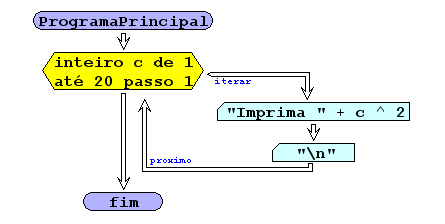 ProgramaPrincipal
inteiro c de 1
até 20 passo 1
iterar
"Imprima " + c ^ 2
"\n"
proximo
fim